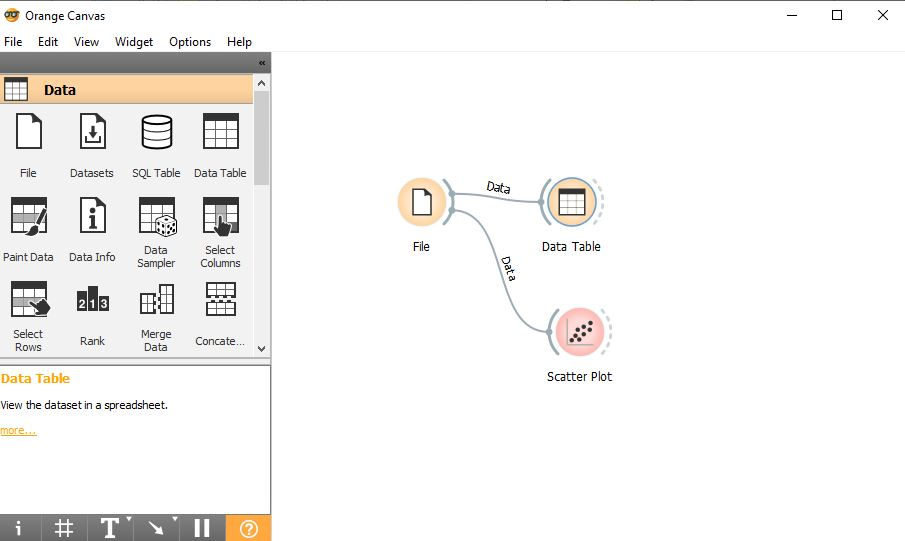 Orange Canvas
File Edit View Widget Options Help
«
Data
File Datasets SQL Table Data Table
Paint Data Data Info Data Sampler Select Columns
1 2 3
Select Rows Rank Merge Data Concate...
Data Table
View the dataset in a spreadsheet.
more...
i # T ?
Data
File
Data Table
Data
Scatter Plot